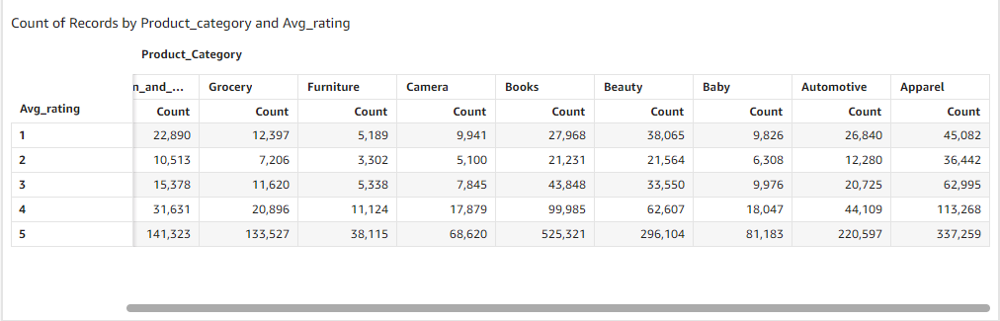 Count of Records by Product_category and Avg_rating
Product_Category
n_and_... Grocery Furniture Camera Books Beauty Baby Automotive Apparel
Avg_rating Count Count Count Count Count Count Count Count Count
1 22,890 12,397 5,189 9,941 27,968 38,065 9,826 26,840 45,082
2 10,513 7,206 3,302 5,100 21,231 21,564 6,308 12,280 36,442
3 15,378 11,620 5,338 7,845 43,848 33,550 9,976 20,725 62,995
4 31,631 20,896 11,124 17,879 99,985 62,607 18,047 44,109 113,268
5 141,323 133,527 38,115 68,620 525,321 296,104 81,183 220,597 337,259